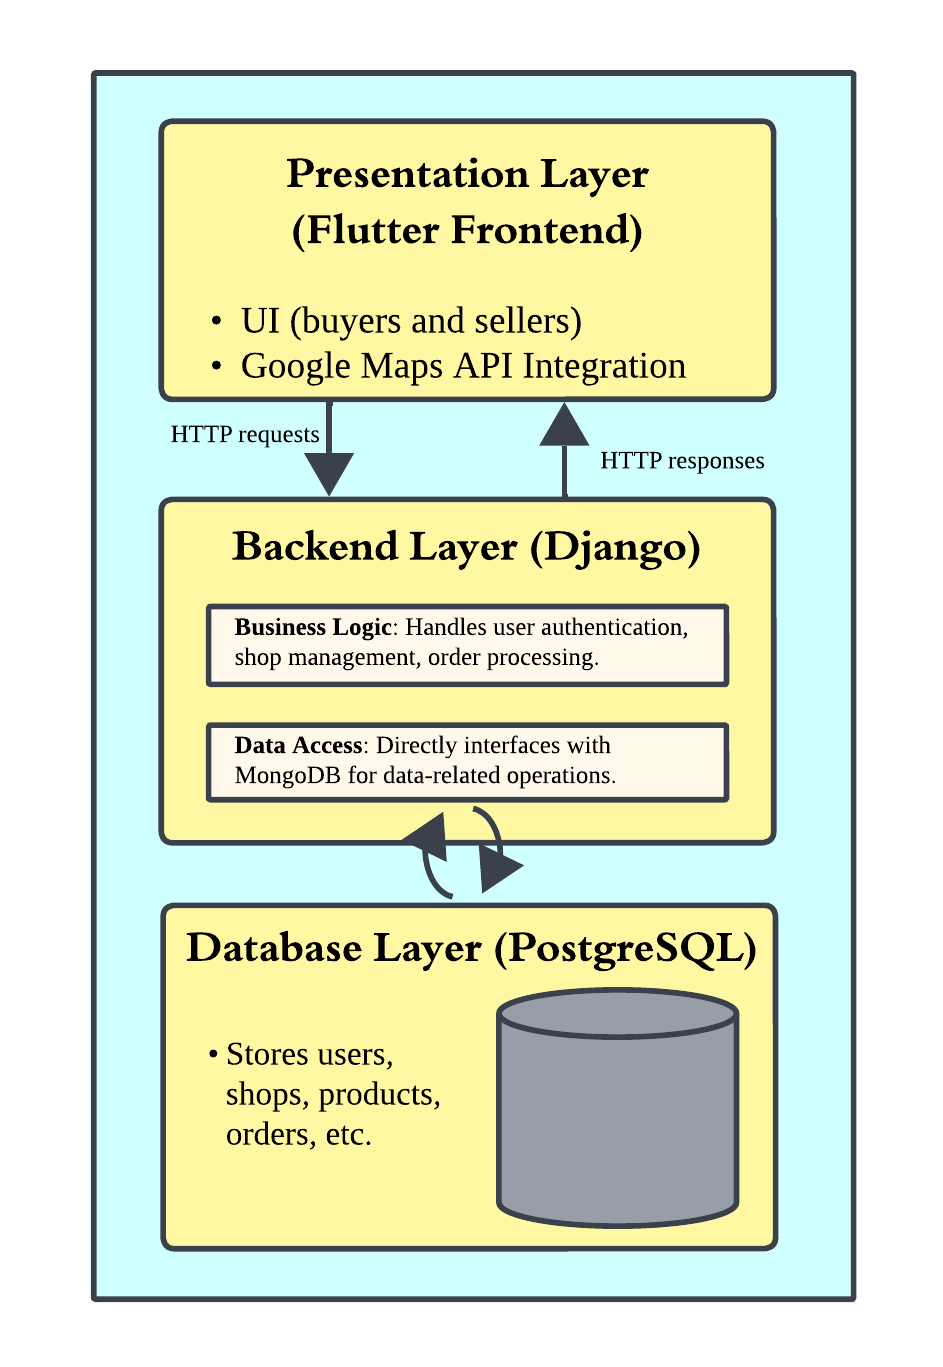 Presentation Layer
(Flutter Frontend)
• UI (buyers and sellers)
• Google Maps API Integration
HTTP requests
HTTP responses
Backend Layer (Django)
Business Logic: Handles user authentication,
shop management, order processing.
Data Access: Directly interfaces with
MongoDB for data-related operations.
Database Layer (PostgreSQL)
• Stores users,
shops, products,
orders, etc.